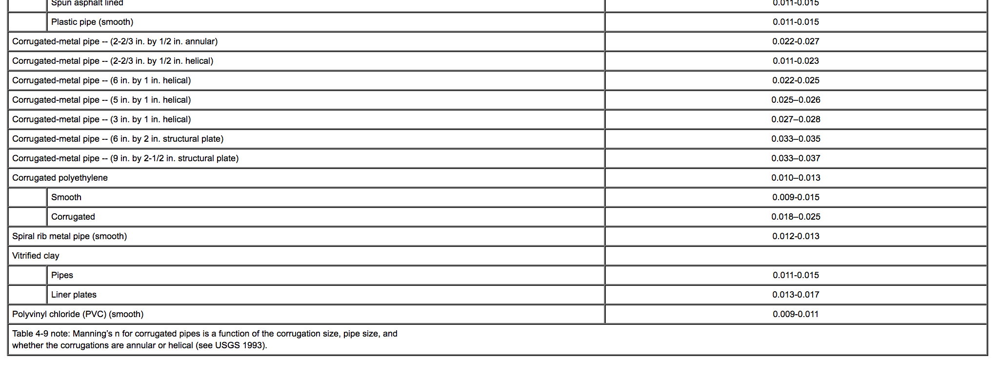 Spun asphalt lined 0.011-0.015
Plastic pipe (smooth) 0.011-0.015
Corrugated-metal pipe -- (2-2/3 in. by 1/2 in. annular) 0.022-0.027
Corrugated-metal pipe -- (2-2/3 in. by 1/2 in. helical) 0.011-0.023
Corrugated-metal pipe -- (6 in. by 1 in. helical) 0.022-0.025
Corrugated-metal pipe -- (5 in. by 1 in. helical) 0.025–0.026
Corrugated-metal pipe -- (3 in. by 1 in. helical) 0.027–0.028
Corrugated-metal pipe -- (6 in. by 2 in. structural plate) 0.033–0.035
Corrugated-metal pipe -- (9 in. by 2-1/2 in. structural plate) 0.033–0.037
Corrugated polyethylene 0.010–0.013
Smooth 0.009-0.015
Corrugated 0.018–0.025
Spiral rib metal pipe (smooth) 0.012-0.013
Vitrified clay
Pipes 0.011-0.015
Liner plates 0.013-0.017
Polyvinyl chloride (PVC) (smooth) 0.009-0.011
Table 4-9 note: Manning’s n for corrugated pipes is a function of the corrugation size, pipe size, and
whether the corrugations are annular or helical (see USGS 1993).